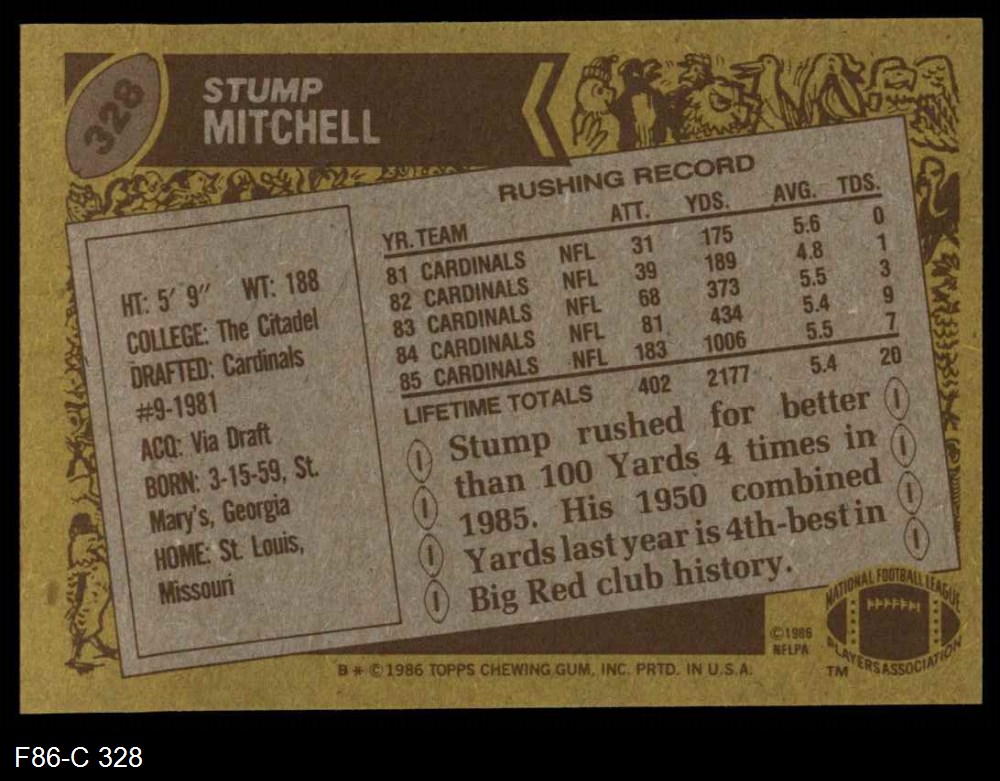 328
STUMP
MITCHELL
RUSHING RECORD
YR. TEAM ATT. YDS. AVG. TDS.
81 CARDINALS NFL 31 175 5.6 0
82 CARDINALS NFL 39 189 4.8 1
83 CARDINALS NFL 68 373 5.5 3
84 CARDINALS NFL 81 434 5.4 9
85 CARDINALS NFL 183 1006 5.5 7
LIFETIME TOTALS 402 2177 5.4 20
HT: 5′ 9″ WT: 188
COLLEGE: The Citadel
DRAFTED: Cardinals
#9-1981
ACQ: Via Draft
BORN: 3-15-59, St.
Mary's, Georgia
HOME: St. Louis,
Missouri
Stump rushed for better
than 100 Yards 4 times in
1985. His 1950 combined
Yards last year is 4th-best in
Big Red club history.
©1986
NFLPA
NATIONAL FOOTBALL LEAGUE
PLAYERS ASSOCIATION
TM
B * © 1986 TOPPS CHEWING GUM, INC. PRTD. IN U.S.A.
F86-C 328